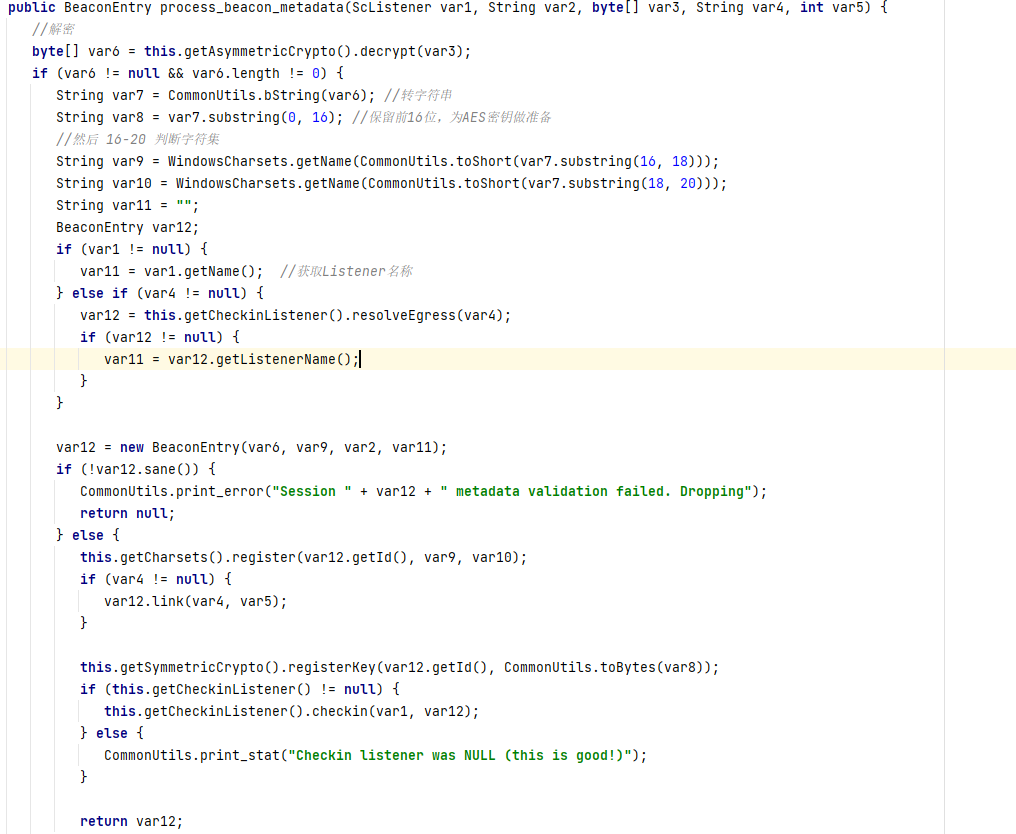 public BeaconEntry process_beacon_metadata(ScListener var1, String var2, byte[] var3, String var4, int var5) {
//解密
byte[] var6 = this.getAsymmetricCrypto().decrypt(var3);
if (var6 != null && var6.length != 0) {
String var7 = CommonUtils.bString(var6); //转字符串
String var8 = var7.substring(0, 16); //保留前16位，为AES密钥做准备
//然后 16-20 判断字符集
String var9 = WindowsCharsets.getName(CommonUtils.toShort(var7.substring(16, 18)));
String var10 = WindowsCharsets.getName(CommonUtils.toShort(var7.substring(18, 20)));
String var11 = "";
BeaconEntry var12;
if (var1 != null) {
var11 = var1.getName();  //获取Listener名称
} else if (var4 != null) {
var12 = this.getCheckinListener().resolveEgress(var4);
if (var12 != null) {
var11 = var12.getListenerName();
}
}
var12 = new BeaconEntry(var6, var9, var2, var11);
if (!var12.sane()) {
CommonUtils.print_error("Session " + var12 + " metadata validation failed. Dropping");
return null;
} else {
this.getCharsets().register(var12.getId(), var9, var10);
if (var4 != null) {
var12.link(var4, var5);
}
this.getSymmetricCrypto().registerKey(var12.getId(), CommonUtils.toBytes(var8));
if (this.getCheckinListener() != null) {
this.getCheckinListener().checkin(var1, var12);
} else {
CommonUtils.print_stat("Checkin listener was NULL (this is good!)");
}
return var12;